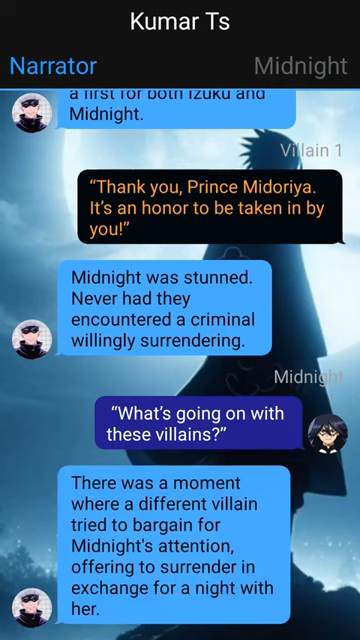 Kumar Ts
Narrator
Midnight
a first for both Izuku and
Midnight.
Villain 1
“Thank you, Prince Midoriya.
It’s an honor to be taken in by
you!”
Midnight was stunned.
Never had they
encountered a criminal
willingly surrendering.
Midnight
“What’s going on with
these villains?”
There was a moment
where a different villain
tried to bargain for
Midnight's attention,
offering to surrender in
exchange for a night with
her.